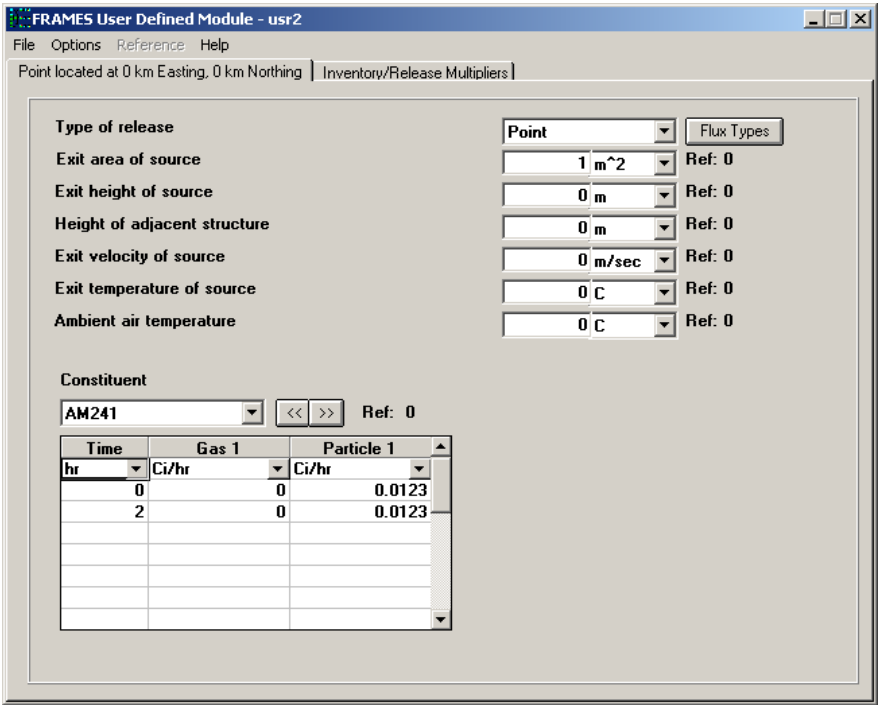 FRAMES User Defined Module - usr2
File Options Reference Help
Point located at 0 km Easting, 0 km Northing Inventory/Release Multipliers
Type of release Point Flux Types
Exit area of source 1 m^2 Ref: 0
Exit height of source 0 m Ref: 0
Height of adjacent structure 0 m Ref: 0
Exit velocity of source 0 m/sec Ref: 0
Exit temperature of source 0 C Ref: 0
Ambient air temperature 0 C Ref: 0
Constituent
AM241 << >> Ref: 0
Time Gas 1 Particle 1
hr Ci/hr Ci/hr
0 0 0.0123
2 0 0.0123